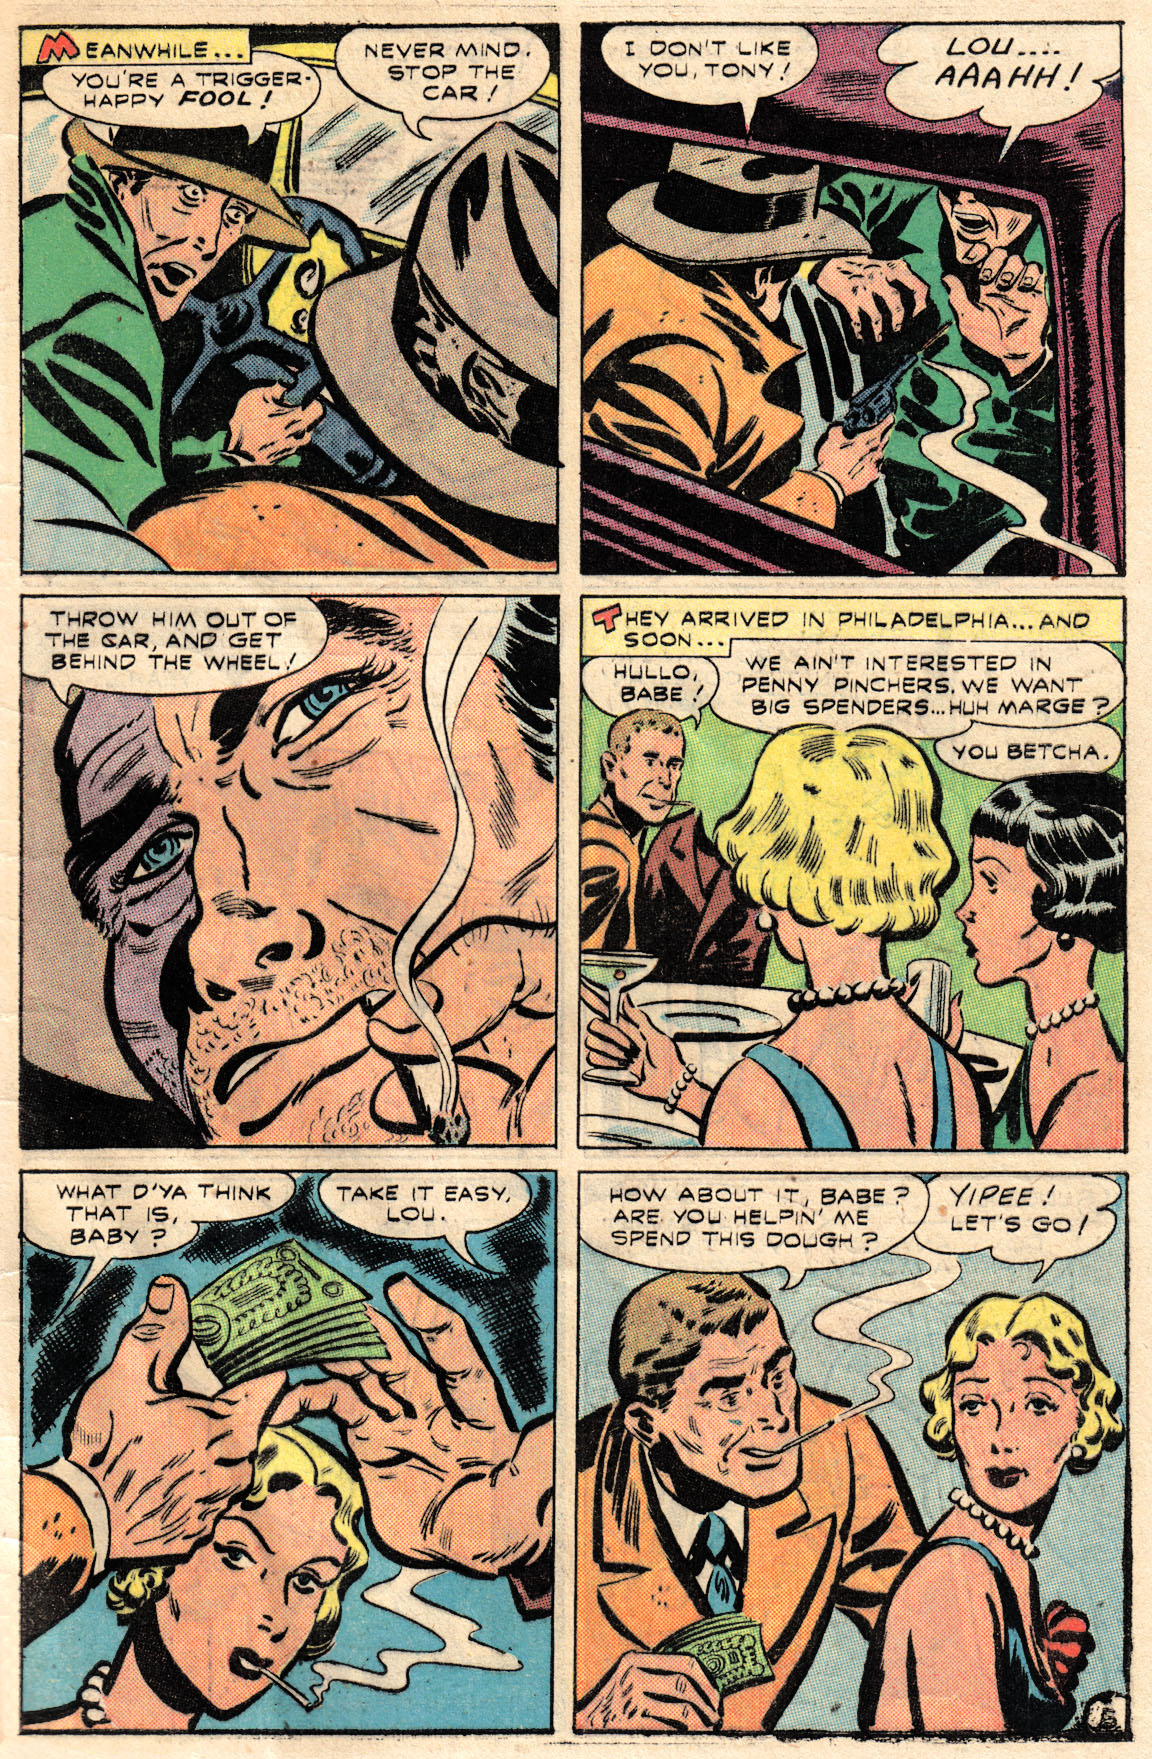 MEANWHILE...
YOU'RE A TRIGGER-
HAPPY FOOL!
NEVER MIND.
STOP THE
CAR!
I DON'T LIKE
YOU, TONY!
LOU....
AAAHH!
THROW HIM OUT OF
THE CAR, AND GET
BEHIND THE WHEEL!
THEY ARRIVED IN PHILADELPHIA...AND
SOON...
HULLO,
BABE!
WE AIN'T INTERESTED IN
PENNY PINCHERS. WE WANT
BIG SPENDERS...HUH MARGE?
YOU BETCHA.
WHAT D'YA THINK
THAT IS,
BABY?
TAKE IT EASY,
LOU.
HOW ABOUT IT, BABE?
ARE YOU HELPIN' ME
SPEND THIS DOUGH?
YIPEE!
LET'S GO!